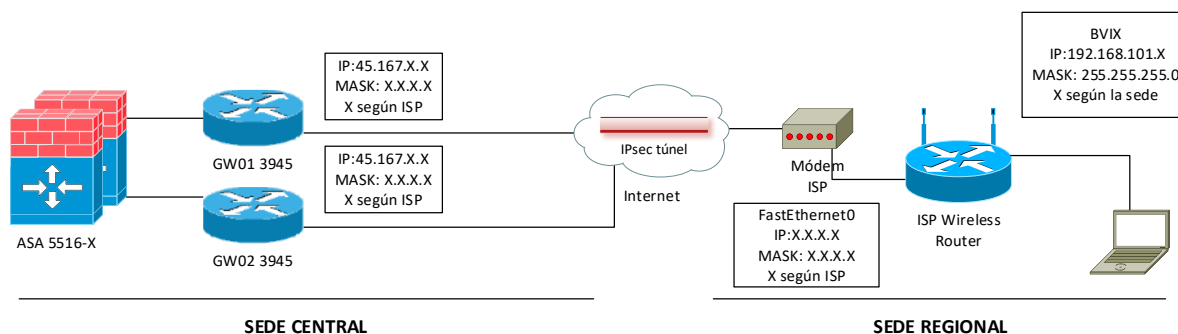 IP:45.167.X.X
MASK: X.X.X.X
X según ISP
GW01 3945
IP:45.167.X.X
MASK: X.X.X.X
X según ISP
GW02 3945
ASA 5516-X
IPsec túnel
Internet
Módem
ISP
FastEthernet0
IP:X.X.X.X
MASK: X.X.X.X
X según ISP
BVIX
IP:192.168.101.X
MASK: 255.255.255.0
X según la sede
ISP Wireless
Router
SEDE CENTRAL
SEDE REGIONAL